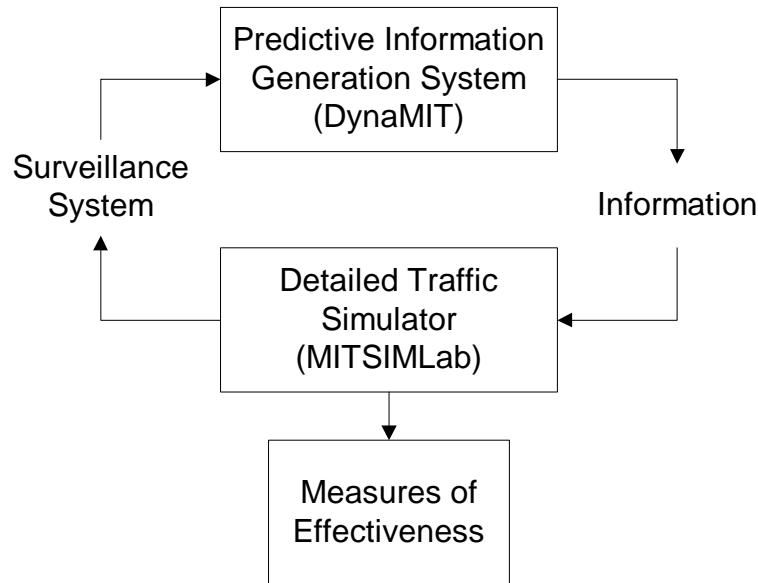 Predictive Information
Generation System
(DynaMIT)
Surveillance
System
Information
Detailed Traffic
Simulator
(MITSIMLab)
Measures of
Effectiveness